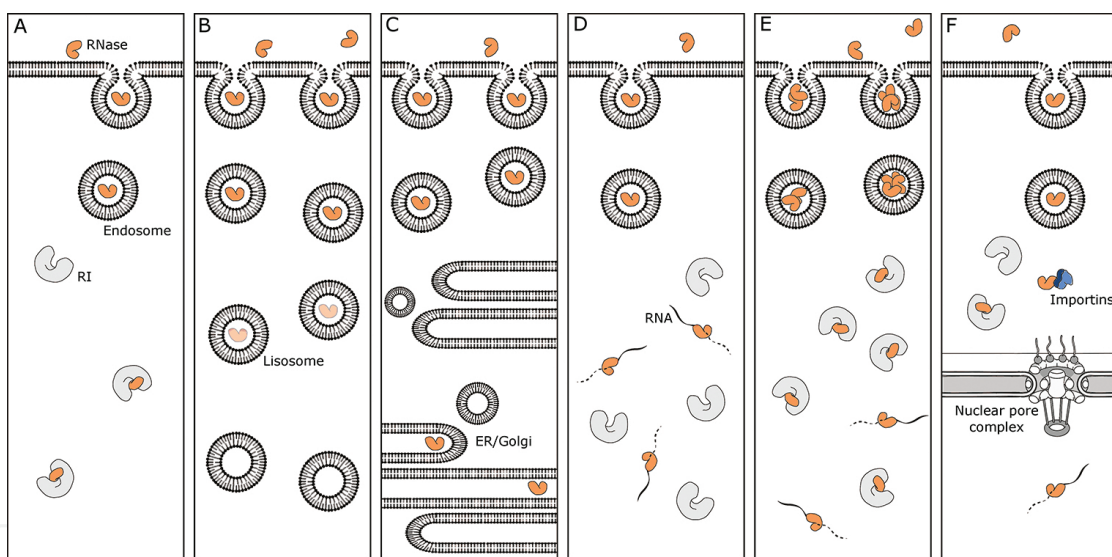 A
B
C
D
E
F
RNase
Endosome
RI
Lisosome
ER/Golgi
RNA
Importins
Nuclear pore
complex